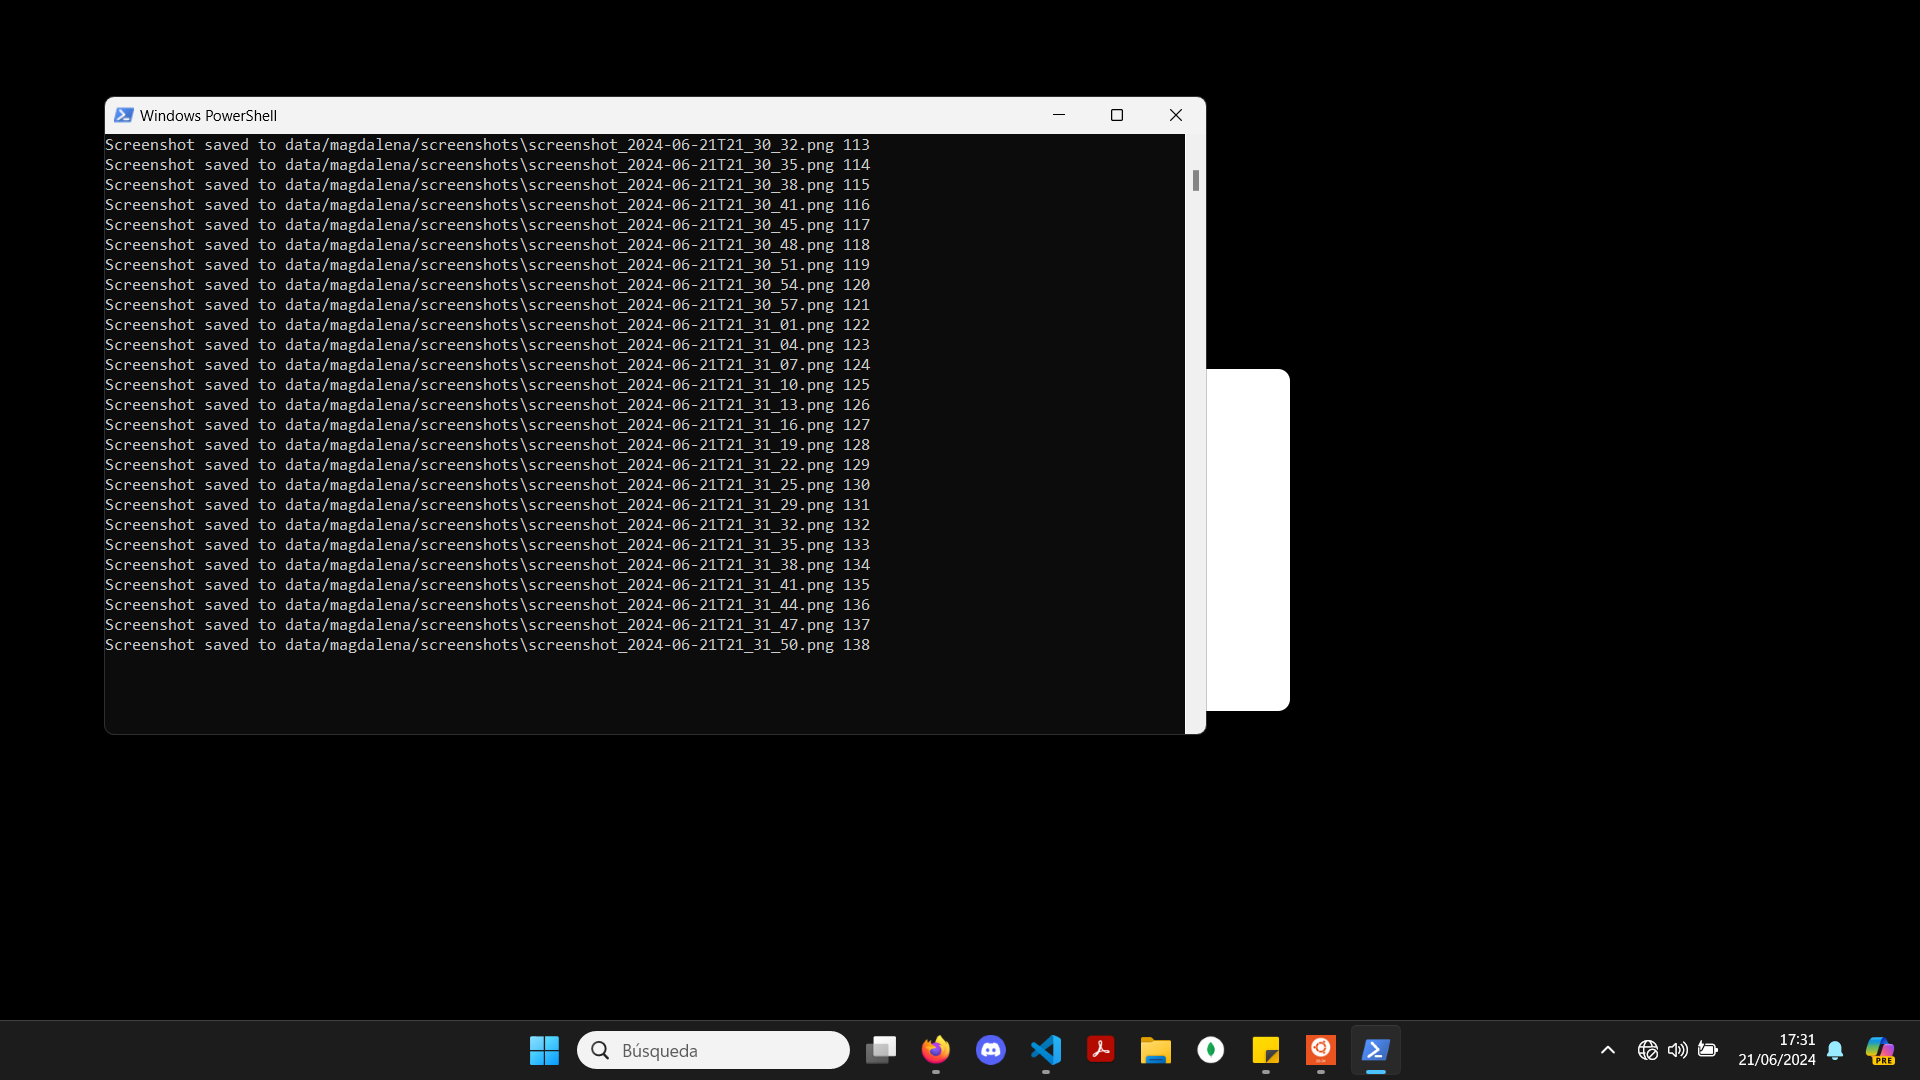 Windows PowerShell
Screenshot saved to data/magdalena/screenshots\screenshot_2024-06-21T21_30_32.png 113
Screenshot saved to data/magdalena/screenshots\screenshot_2024-06-21T21_30_35.png 114
Screenshot saved to data/magdalena/screenshots\screenshot_2024-06-21T21_30_38.png 115
Screenshot saved to data/magdalena/screenshots\screenshot_2024-06-21T21_30_41.png 116
Screenshot saved to data/magdalena/screenshots\screenshot_2024-06-21T21_30_45.png 117
Screenshot saved to data/magdalena/screenshots\screenshot_2024-06-21T21_30_48.png 118
Screenshot saved to data/magdalena/screenshots\screenshot_2024-06-21T21_30_51.png 119
Screenshot saved to data/magdalena/screenshots\screenshot_2024-06-21T21_30_54.png 120
Screenshot saved to data/magdalena/screenshots\screenshot_2024-06-21T21_30_57.png 121
Screenshot saved to data/magdalena/screenshots\screenshot_2024-06-21T21_31_01.png 122
Screenshot saved to data/magdalena/screenshots\screenshot_2024-06-21T21_31_04.png 123
Screenshot saved to data/magdalena/screenshots\screenshot_2024-06-21T21_31_07.png 124
Screenshot saved to data/magdalena/screenshots\screenshot_2024-06-21T21_31_10.png 125
Screenshot saved to data/magdalena/screenshots\screenshot_2024-06-21T21_31_13.png 126
Screenshot saved to data/magdalena/screenshots\screenshot_2024-06-21T21_31_16.png 127
Screenshot saved to data/magdalena/screenshots\screenshot_2024-06-21T21_31_19.png 128
Screenshot saved to data/magdalena/screenshots\screenshot_2024-06-21T21_31_22.png 129
Screenshot saved to data/magdalena/screenshots\screenshot_2024-06-21T21_31_25.png 130
Screenshot saved to data/magdalena/screenshots\screenshot_2024-06-21T21_31_29.png 131
Screenshot saved to data/magdalena/screenshots\screenshot_2024-06-21T21_31_32.png 132
Screenshot saved to data/magdalena/screenshots\screenshot_2024-06-21T21_31_35.png 133
Screenshot saved to data/magdalena/screenshots\screenshot_2024-06-21T21_31_38.png 134
Screenshot saved to data/magdalena/screenshots\screenshot_2024-06-21T21_31_41.png 135
Screenshot saved to data/magdalena/screenshots\screenshot_2024-06-21T21_31_44.png 136
Screenshot saved to data/magdalena/screenshots\screenshot_2024-06-21T21_31_47.png 137
Screenshot saved to data/magdalena/screenshots\screenshot_2024-06-21T21_31_50.png 138
Búsqueda
17:31
21/06/2024
PRE